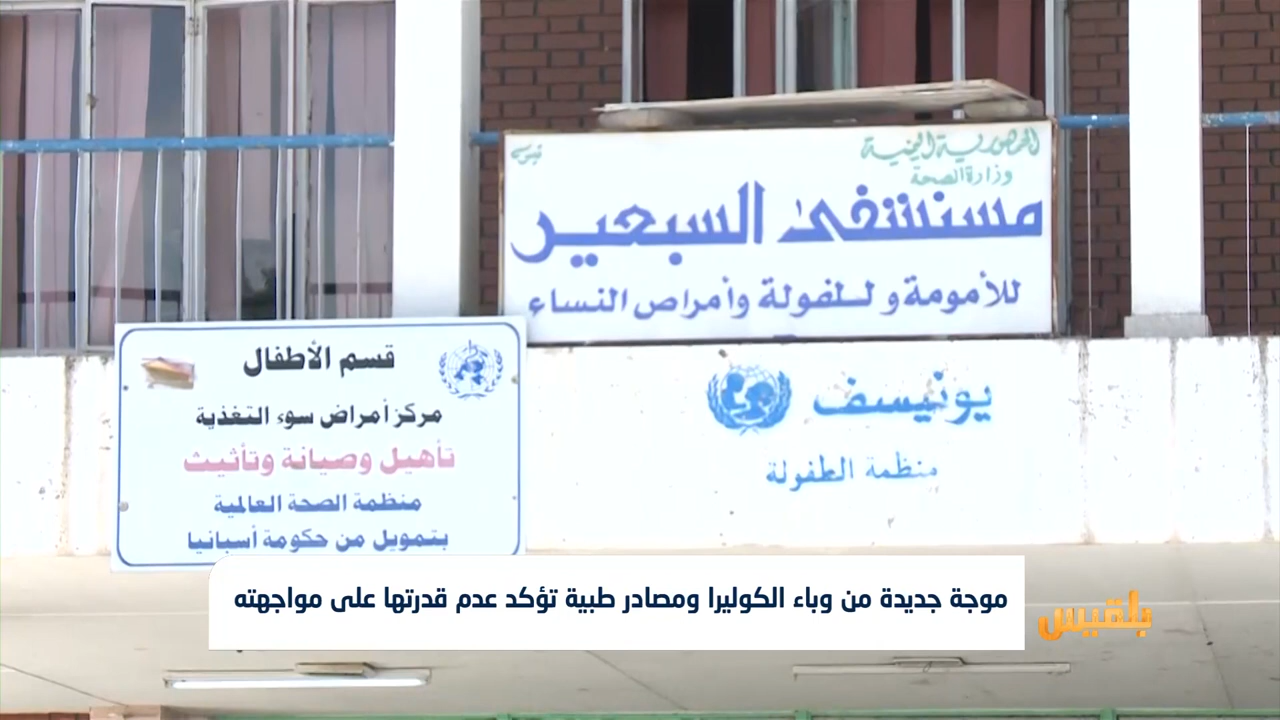 الجمهورية اليمنية
وزارة الصحة
مستشفى السبعين
للأمومة والطفولة وأمراض النساء
قسم الأطفال
مركز أمراض سوء التغذية
تأهيل وصيانة وتأثيث
منظمة الصحة العالمية
بتمويل من حكومة أسبانيا
يونيسف
منظمة الطفولة
موجة جديدة من وباء الكوليرا ومصادر طبية تؤكد عدم قدرتها على مواجهته
بلقيس